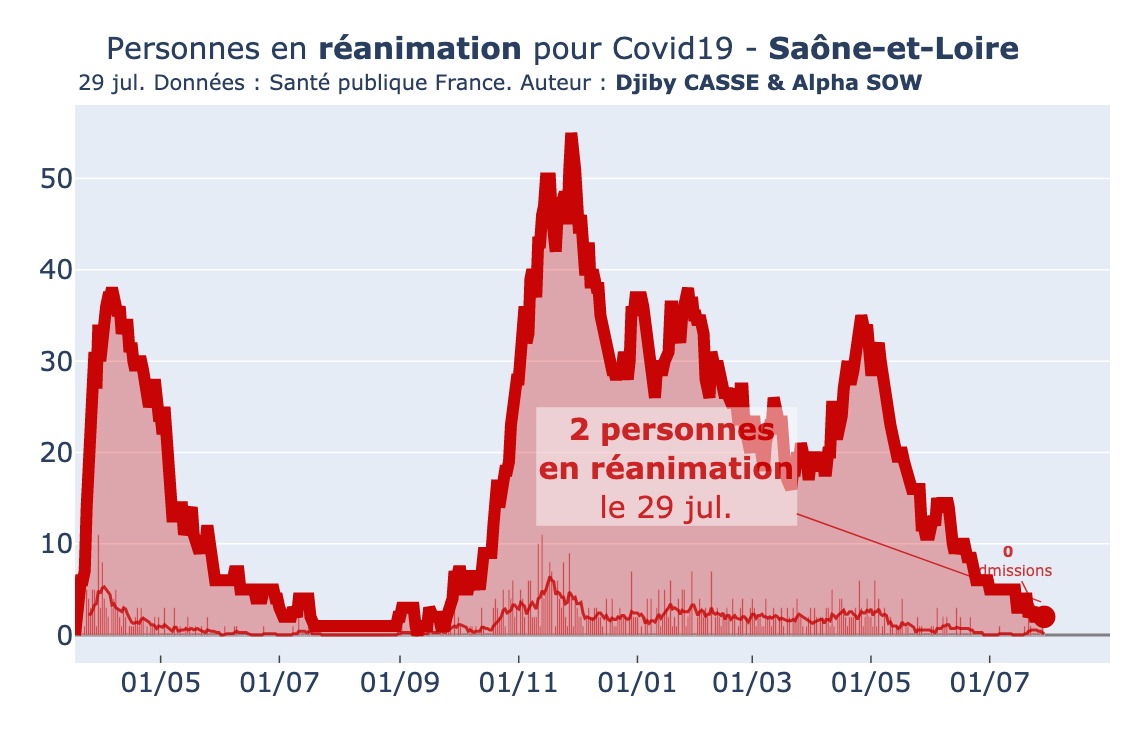 Personnes en réanimation pour Covid19 - Saône-et-Loire
29 jul. Données : Santé publique France. Auteur : Djiby CASSE & Alpha SOW
50
40
30
20
10
0
2 personnes
en réanimation
le 29 jul.
0
dmissions
01/05 01/07 01/09 01/11 01/01 01/03 01/05 01/07